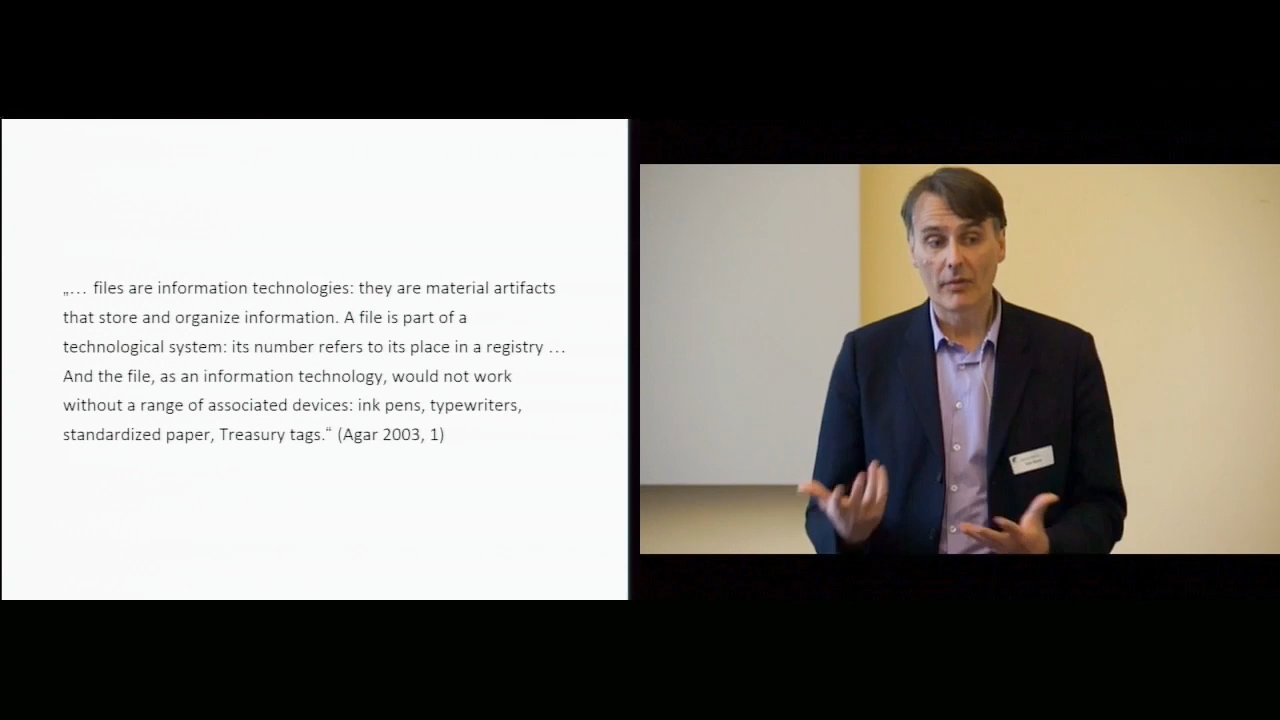 „… files are information technologies: they are material artifacts
that store and organize information. A file is part of a
technological system: its number refers to its place in a registry …
And the file, as an information technology, would not work
without a range of associated devices: ink pens, typewriters,
standardized paper, Treasury tags.“ (Agar 2003, 1)